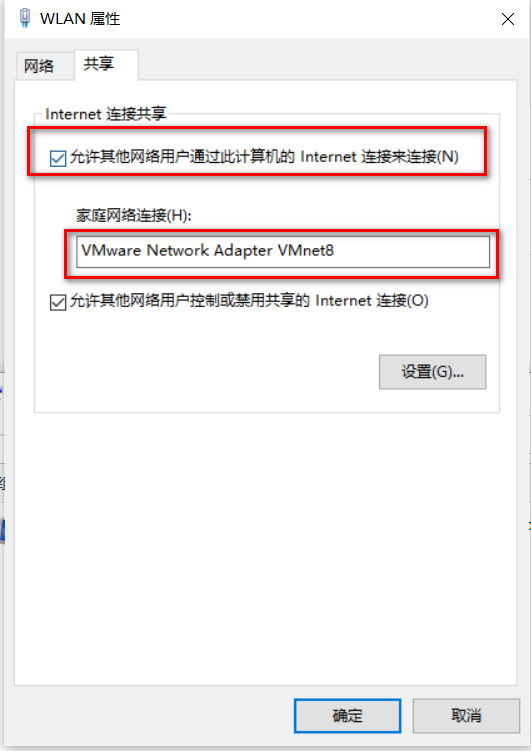 WLAN 属性
网络
共享
Internet 连接共享
允许其他网络用户通过此计算机的 Internet 连接来连接(N)
家庭网络连接(H):
VMware Network Adapter VMnet8
允许其他网络用户控制或禁用共享的 Internet 连接(O)
设置(G)...
确定
取消